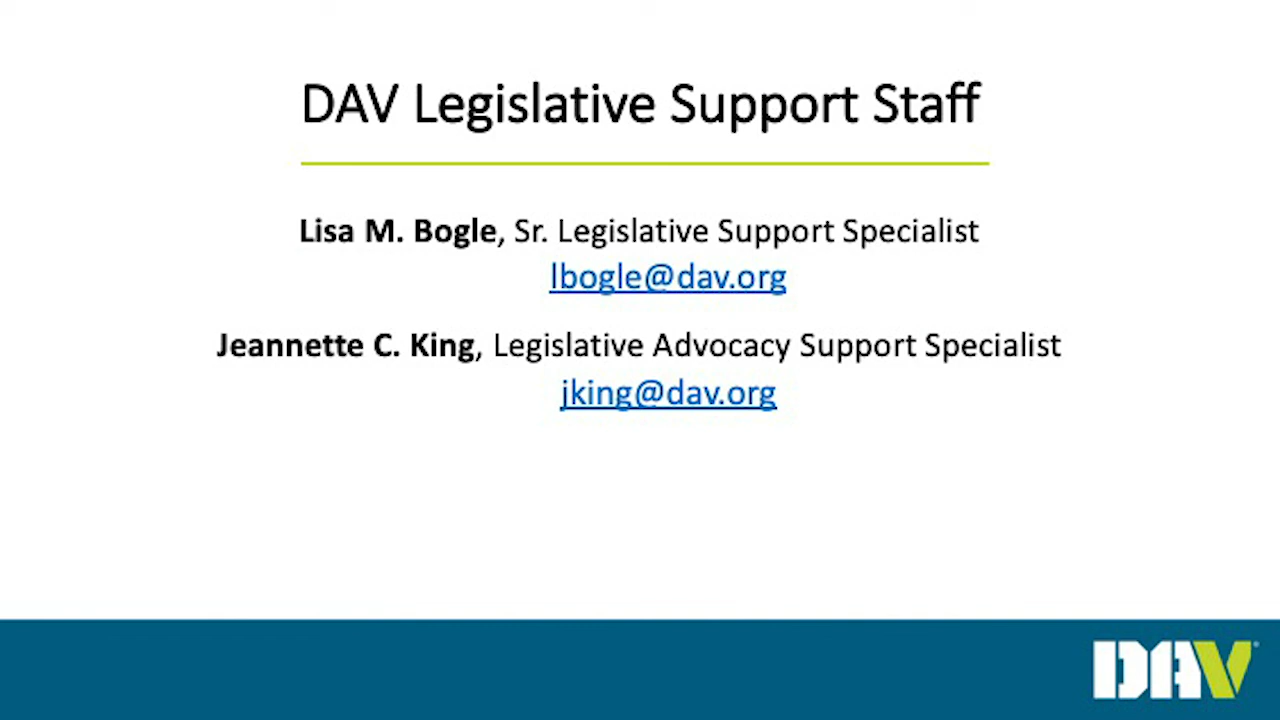 DAV Legislative Support Staff
Lisa M. Bogle, Sr. Legislative Support Specialist
lbogle@dav.org
Jeannette C. King, Legislative Advocacy Support Specialist
jking@dav.org
DAV